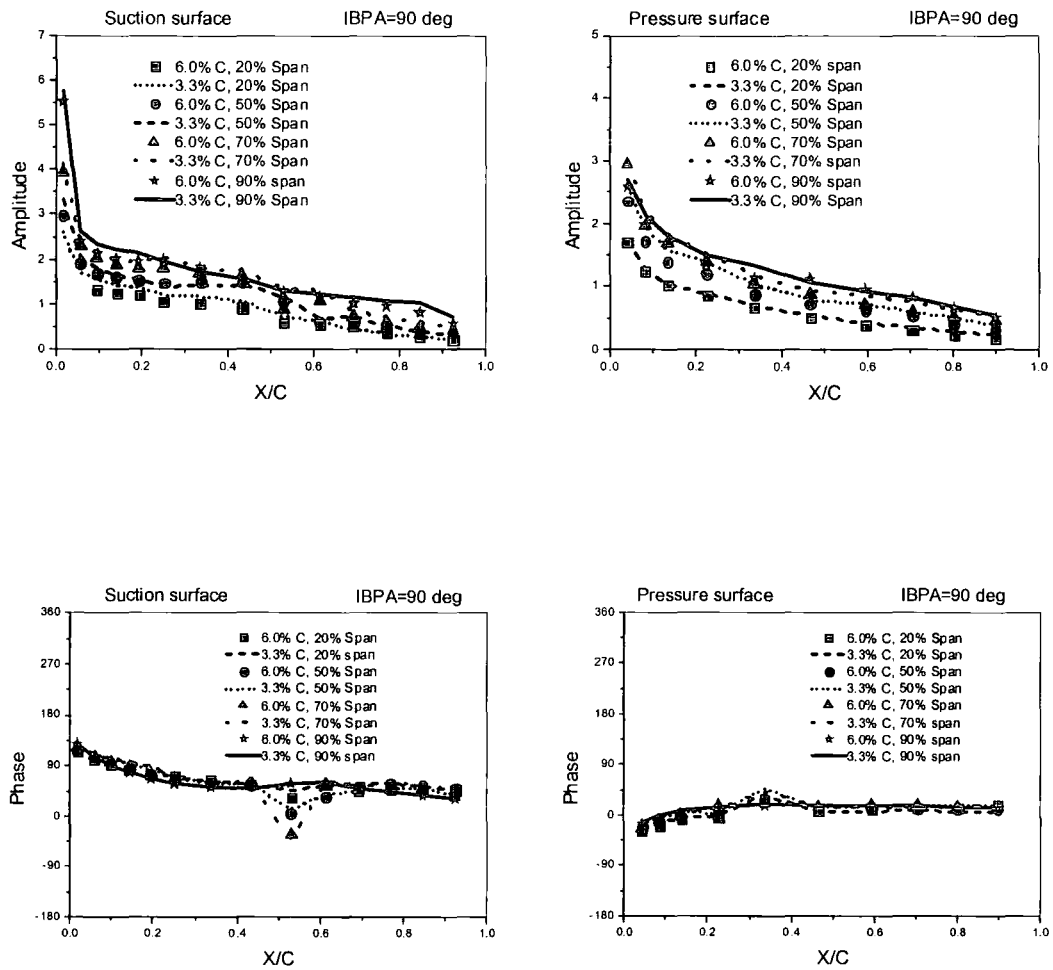 Suction surface IBPA=90 deg
7
6
5
4
3
2
1
0
Amplitude
6.0% C, 20% Span
3.3% C, 20% Span
6.0% C, 50% Span
3.3% C, 50% Span
6.0% C, 70% Span
3.3% C, 70% Span
6.0% C, 90% span
3.3% C, 90% Span
0.0 0.2 0.4 0.6 0.8 1.0
X/C
Pressure surface IBPA=90 deg
5
4
3
2
1
0
Amplitude
6.0% C, 20% span
3.3% C, 20% Span
6.0% C, 50% Span
3.3% C, 50% Span
6.0% C, 70% Span
3.3% C, 70% span
6.0% C, 90% span
3.3% C, 90% Span
0.0 0.2 0.4 0.6 0.8 1.0
X/C
Suction surface IBPA=90 deg
360
270
180
90
0
-90
-180
Phase
6.0% C, 20% Span
3.3% C, 20% span
6.0% C, 50% Span
3.3% C, 50% Span
6.0% C, 70% Span
3.3% C, 70% Span
6.0% C, 90% Span
3.3% C, 90% span
0.0 0.2 0.4 0.6 0.8 1.0
X/C
Pressure surface IBPA=90 deg
360
270
180
90
0
-90
-180
Phase
6.0% C, 20% Span
3.3% C, 20% Span
6.0% C, 50% Span
3.3% C, 50% Span
6.0% C, 70% Span
3.3% C, 70% span
6.0% C, 90% Span
3.3% C, 90% span
0.0 0.2 0.4 0.6 0.8 1.0
X/C